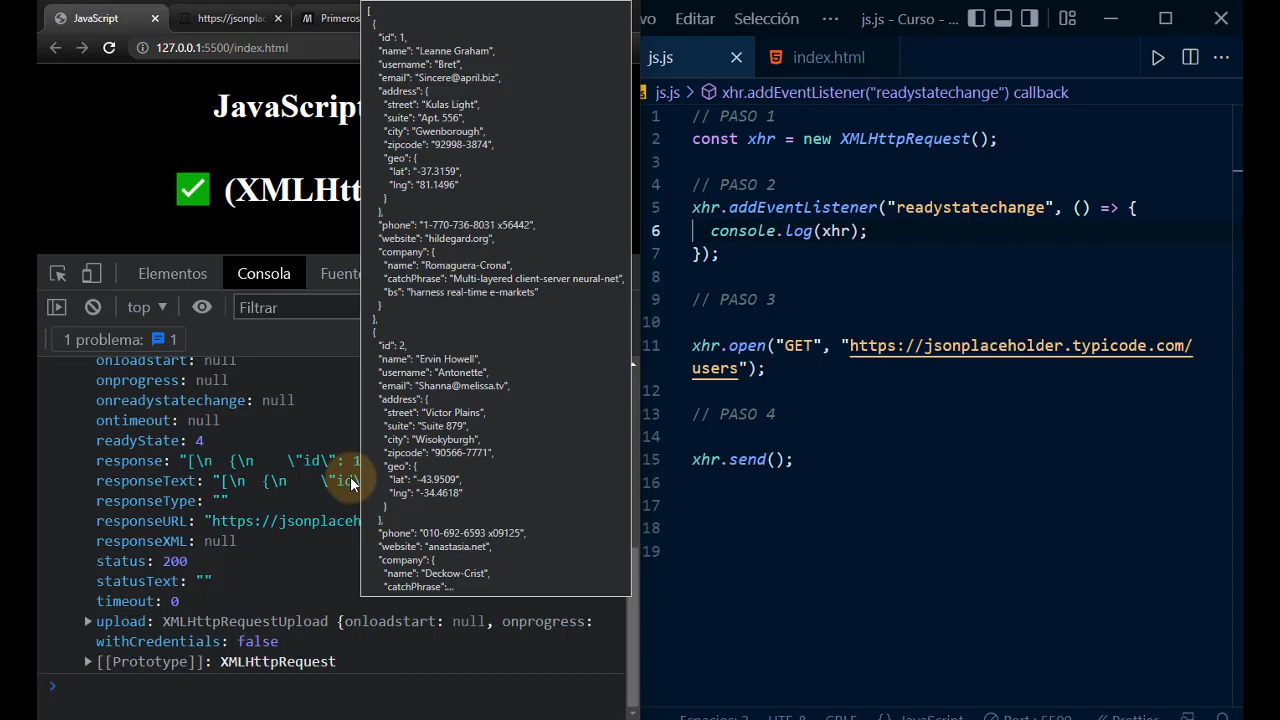 JavaScript
https://jsonplac
Primeros
127.0.0.1:5500/index.html
JavaScript
(XMLHtt
Elementos
Consola
Fuente
top
Filtrar
1 problema:
1
onloadstart: null
onprogress: null
onreadystatechange: null
ontimeout: null
readyState: 4
response: "[\n  {\n    \"id\": 1
responseText: "[\n  {\n    \"id\
responseType: ""
responseURL: "https://jsonplaceh
responseXML: null
status: 200
statusText: ""
timeout: 0
upload: XMLHttpRequestUpload {onloadstart: null, onprogress:
withCredentials: false
[[Prototype]]: XMLHttpRequest
[
{
"id": 1,
"name": "Leanne Graham",
"username": "Bret",
"email": "Sincere@april.biz",
"address": {
"street": "Kulas Light",
"suite": "Apt. 556",
"city": "Gwenborough",
"zipcode": "92998-3874",
"geo": {
"lat": "-37.3159",
"lng": "81.1496"
}
},
"phone": "1-770-736-8031 x56442",
"website": "hildegard.org",
"company": {
"name": "Romaguera-Crona",
"catchPhrase": "Multi-layered client-server neural-net",
"bs": "harness real-time e-markets"
}
},
{
"id": 2,
"name": "Ervin Howell",
"username": "Antonette",
"email": "Shanna@melissa.tv",
"address": {
"street": "Victor Plains",
"suite": "Suite 879",
"city": "Wisokyburgh",
"zipcode": "90566-7771",
"geo": {
"lat": "-43.9509",
"lng": "-34.4618"
}
},
"phone": "010-692-6593 x09125",
"website": "anastasia.net",
"company": {
"name": "Deckow-Crist",
"catchPhrase":...
vo
Editar
Selección
···
js.js - Curso - ...
js.js
index.html
js.js > xhr.addEventListener("readystatechange") callback
1 // PASO 1
2 const xhr = new XMLHttpRequest();
3
4 // PASO 2
5 xhr.addEventListener("readystatechange", () => {
6 console.log(xhr);
7 });
8
9 // PASO 3
10
11 xhr.open("GET", "https://jsonplaceholder.typicode.com/
users");
12
13 // PASO 4
14
15 xhr.send();
16
17
18
19